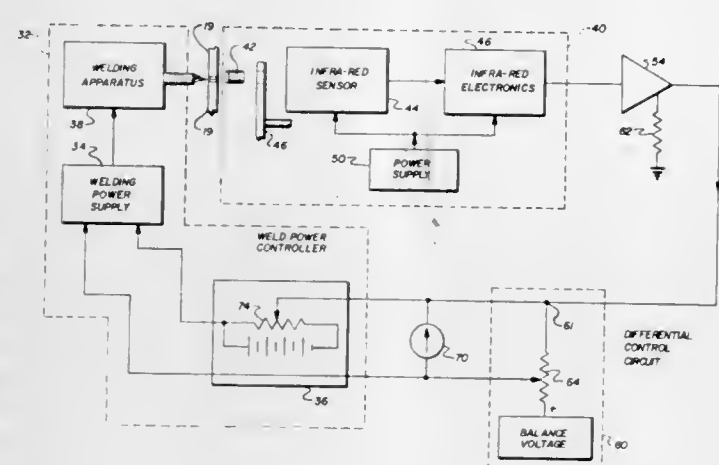 32
WELDING
APPARATUS
38
19
42
19
46
INFRA-RED
SENSOR
44
46
INFRA-RED
ELECTRONICS
40
54
62
50
POWER
SUPPLY
34
WELDING
POWER
SUPPLY
WELD POWER
CONTROLLER
74
36
70
61
64
DIFFERENTIAL
CONTROL
CIRCUIT
+
BALANCE
VOLTAGE
60